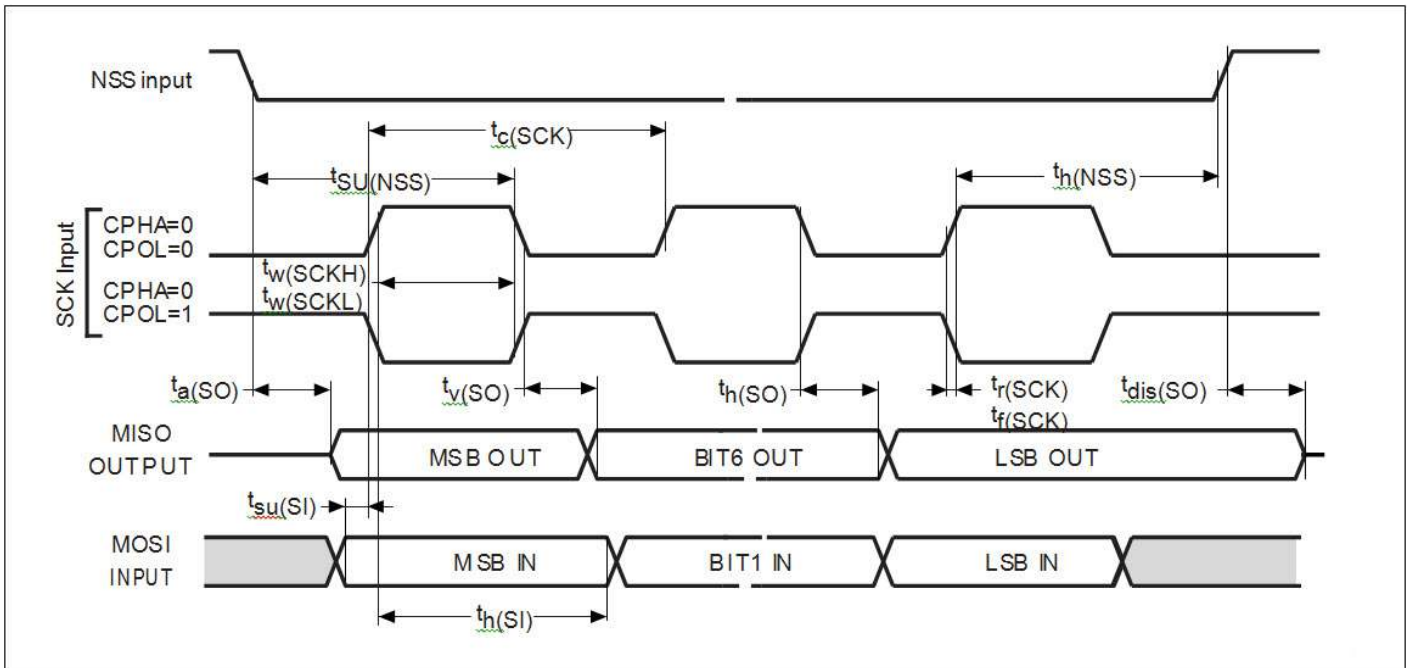 NSS input
tc(SCK)
tSU(NSS)
th(NSS)
SCK Input
CPHA=0
CPOL=0
tw(SCKH)
CPHA=0
tw(SCKL)
CPOL=1
ta(SO)
tv(SO)
th(SO)
tr(SCK)
tdis(SO)
tf(SCK)
MISO
OUTPUT
MSB OUT
BIT6 OUT
LSB OUT
tsu(SI)
MOSI
INPUT
MSB IN
BIT1 IN
LSB IN
th(SI)